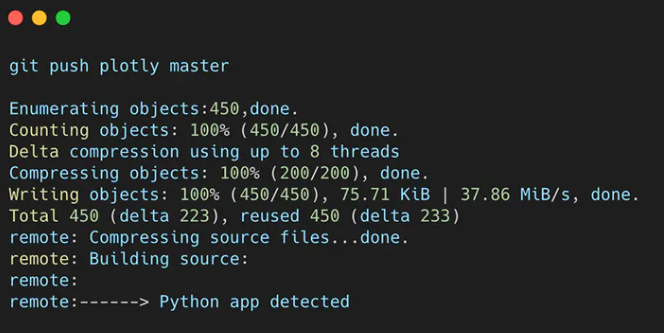 git push plotly master
Enumerating objects:450,done.
Counting objects: 100% (450/450), done.
Delta compression using up to 8 threads
Compressing objects: 100% (200/200), done.
Writing objects: 100% (450/450), 75.71 KiB | 37.86 MiB/s, done.
Total 450 (delta 223), reused 450 (delta 233)
remote: Compressing source files...done.
remote: Building source:
remote:
remote:------> Python app detected